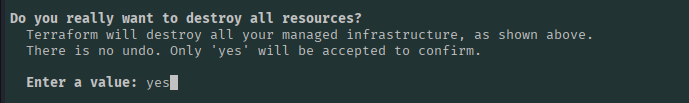 Do you really want to destroy all resources?
Terraform will destroy all your managed infrastructure, as shown above.
There is no undo. Only 'yes' will be accepted to confirm.
Enter a value: yes